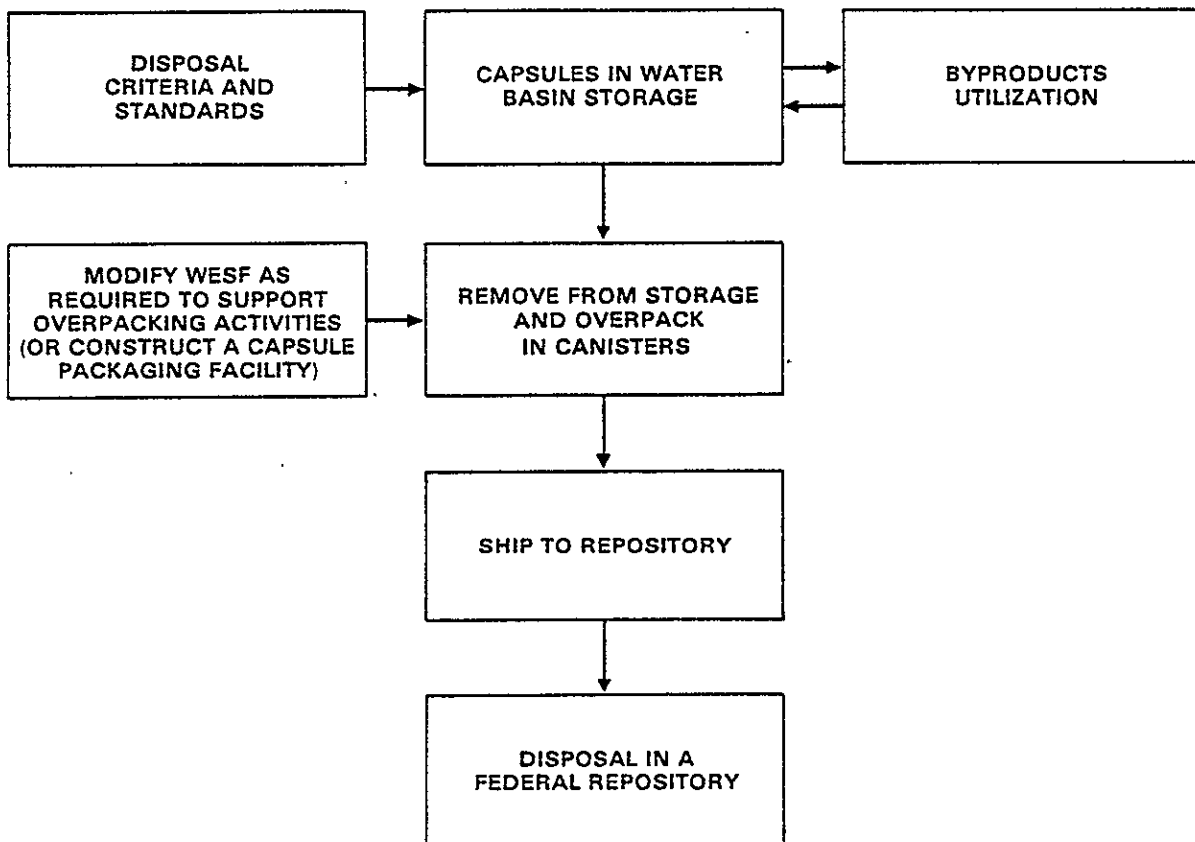 DISPOSAL
CRITERIA AND
STANDARDS
CAPSULES IN WATER
BASIN STORAGE
BYPRODUCTS
UTILIZATION
MODIFY WESF AS
REQUIRED TO SUPPORT
OVERPACKING ACTIVITIES
(OR CONSTRUCT A CAPSULE
PACKAGING FACILITY)
REMOVE FROM STORAGE
AND OVERPACK
IN CANISTERS
SHIP TO REPOSITORY
DISPOSAL IN A
FEDERAL REPOSITORY